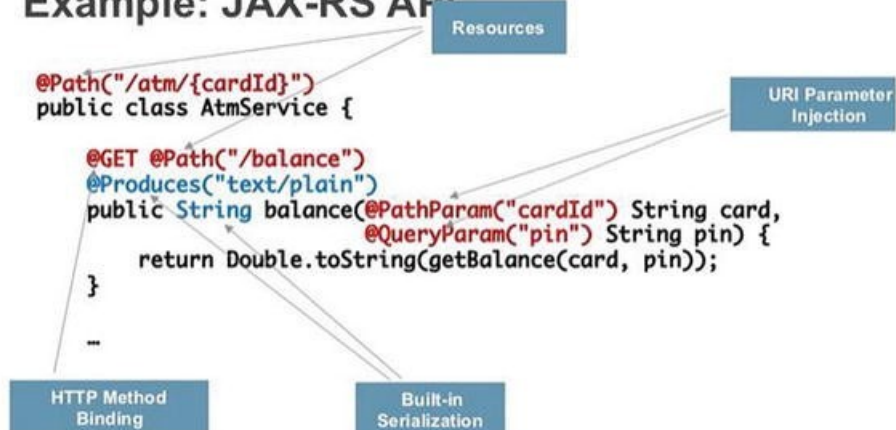 Example: JAX-RS AP
Resources
@Path("/atm/{cardId}")
public class AtmService {
URI Parameter
Injection
@GET @Path("/balance")
@Produces("text/plain")
public String balance(@PathParam("cardId") String card,
@QueryParam("pin") String pin) {
return Double.toString(getBalance(card, pin));
}
…
HTTP Method
Binding
Built-in
Serialization